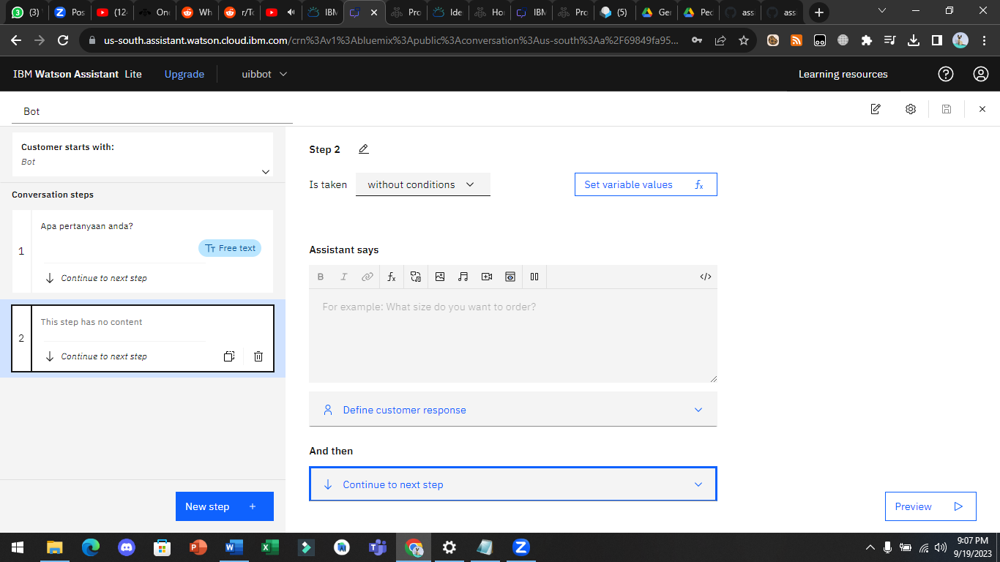 (3)
Pos
(12
On
Wh
r/T
IBM
Pro
Ide
Ho
IBM
Pro
(5)
Ger
Ped
ass
ass
us-south.assistant.watson.cloud.ibm.com/crn%3Av1%3Abluemix%3Apublic%3Aconversation%3Aus-south%3Aa%2F69849fa95...
IBM Watson Assistant Lite Upgrade uibbot Learning resources
Bot
Customer starts with:
Bot
Conversation steps
1
Apa pertanyaan anda?
Free text
Continue to next step
2
This step has no content
Continue to next step
New step +
Step 2
Is taken without conditions Set variable values fx
Assistant says
B I fx </>
For example: What size do you want to order?
Define customer response
And then
Continue to next step
Preview
9:07 PM
9/19/2023